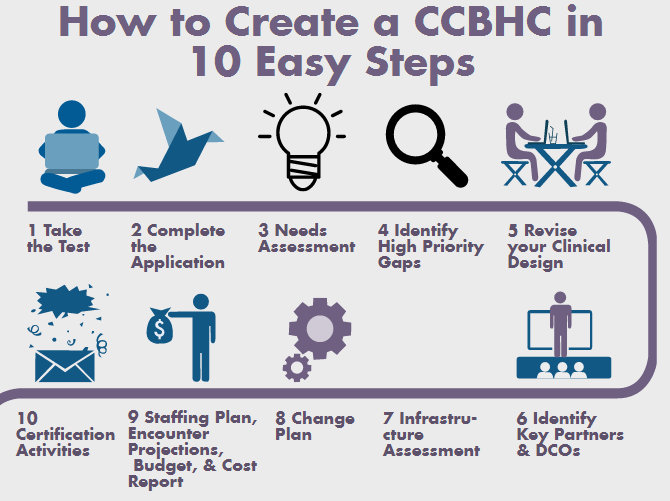 How to Create a CCBHC in
10 Easy Steps
1 Take
the Test
2 Complete
the
Application
3 Needs
Assessment
4 Identify
High Priority
Gaps
5 Revise
your Clinical
Design
$
10
Certification
Activities
9 Staffing Plan,
Encounter
Projections,
Budget, & Cost
Report
8 Change
Plan
7 Infrastru-
cture
Assessment
6 Identify
Key Partners
& DCOs